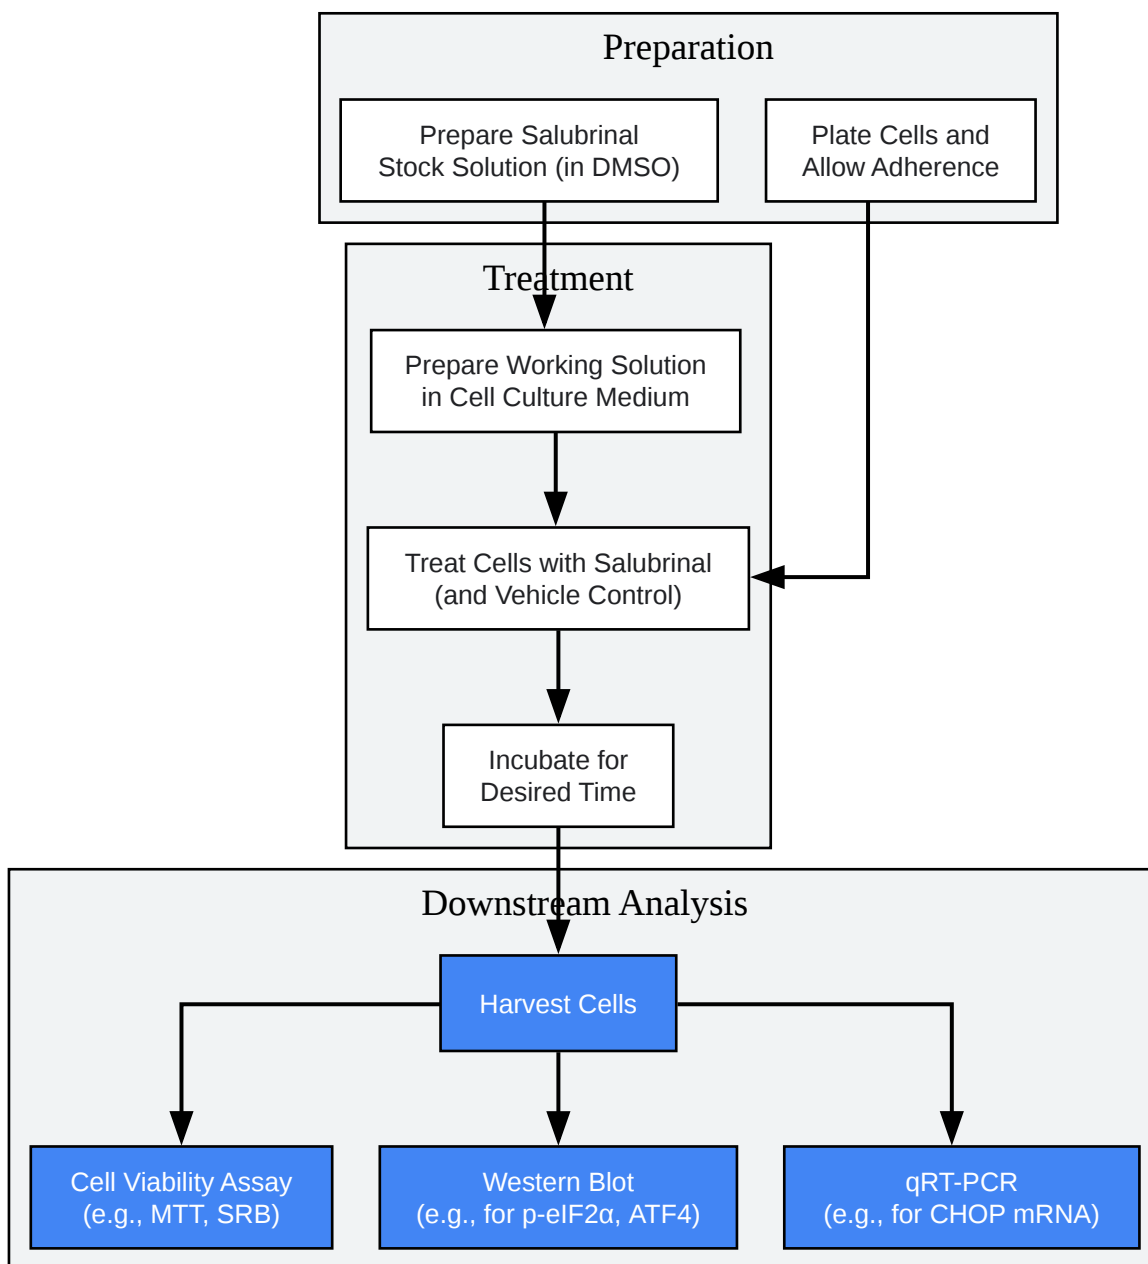 Preparation
Prepare Salubrinal
Stock Solution (in DMSO)
Plate Cells and
Allow Adherence
Treatment
Prepare Working Solution
in Cell Culture Medium
Treat Cells with Salubrinal
(and Vehicle Control)
Incubate for
Desired Time
Downstream Analysis
Harvest Cells
Cell Viability Assay
(e.g., MTT, SRB)
Western Blot
(e.g., for p-eIF2α, ATF4)
qRT-PCR
(e.g., for CHOP mRNA)